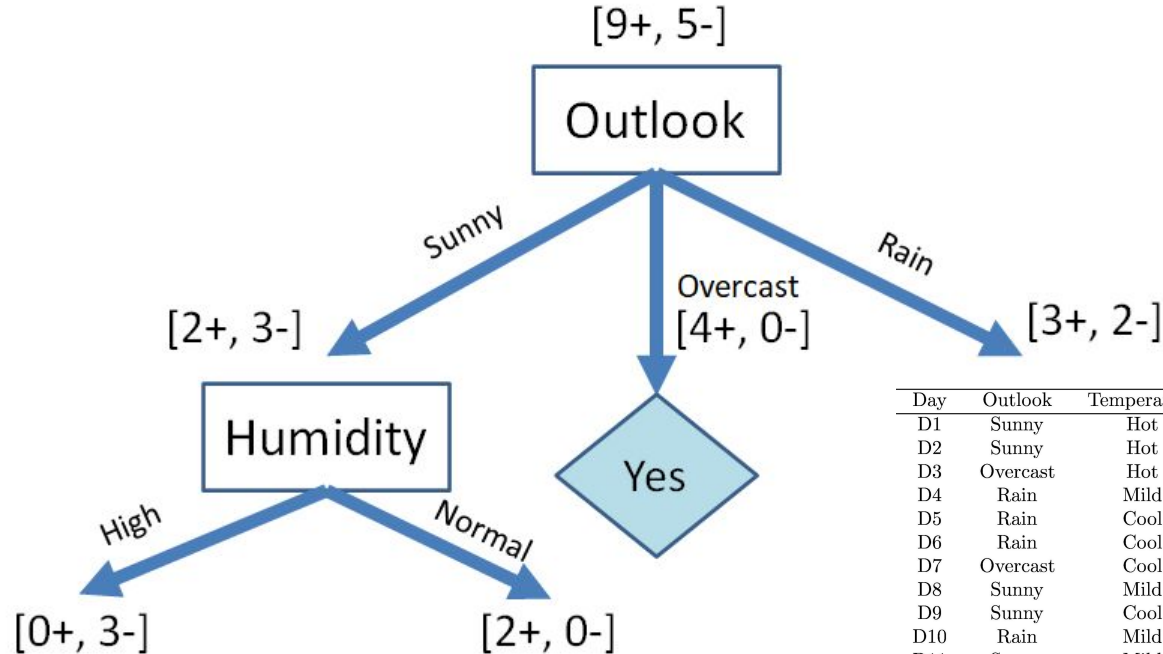 [9+, 5-]
Outlook
Sunny
Overcast
Rain
[2+, 3-]
[4+, 0-]
[3+, 2-]
Humidity
Yes
High
Normal
[0+, 3-]
[2+, 0-]
Day Outlook
D1 Sunny Hot
D2 Sunny Hot
D3 Overcast Hot
D4 Rain Mild
D5 Rain Cool
D6 Rain Cool
D7 Overcast Cool
D8 Sunny Mild
D9 Sunny Cool
D10 Rain Mild